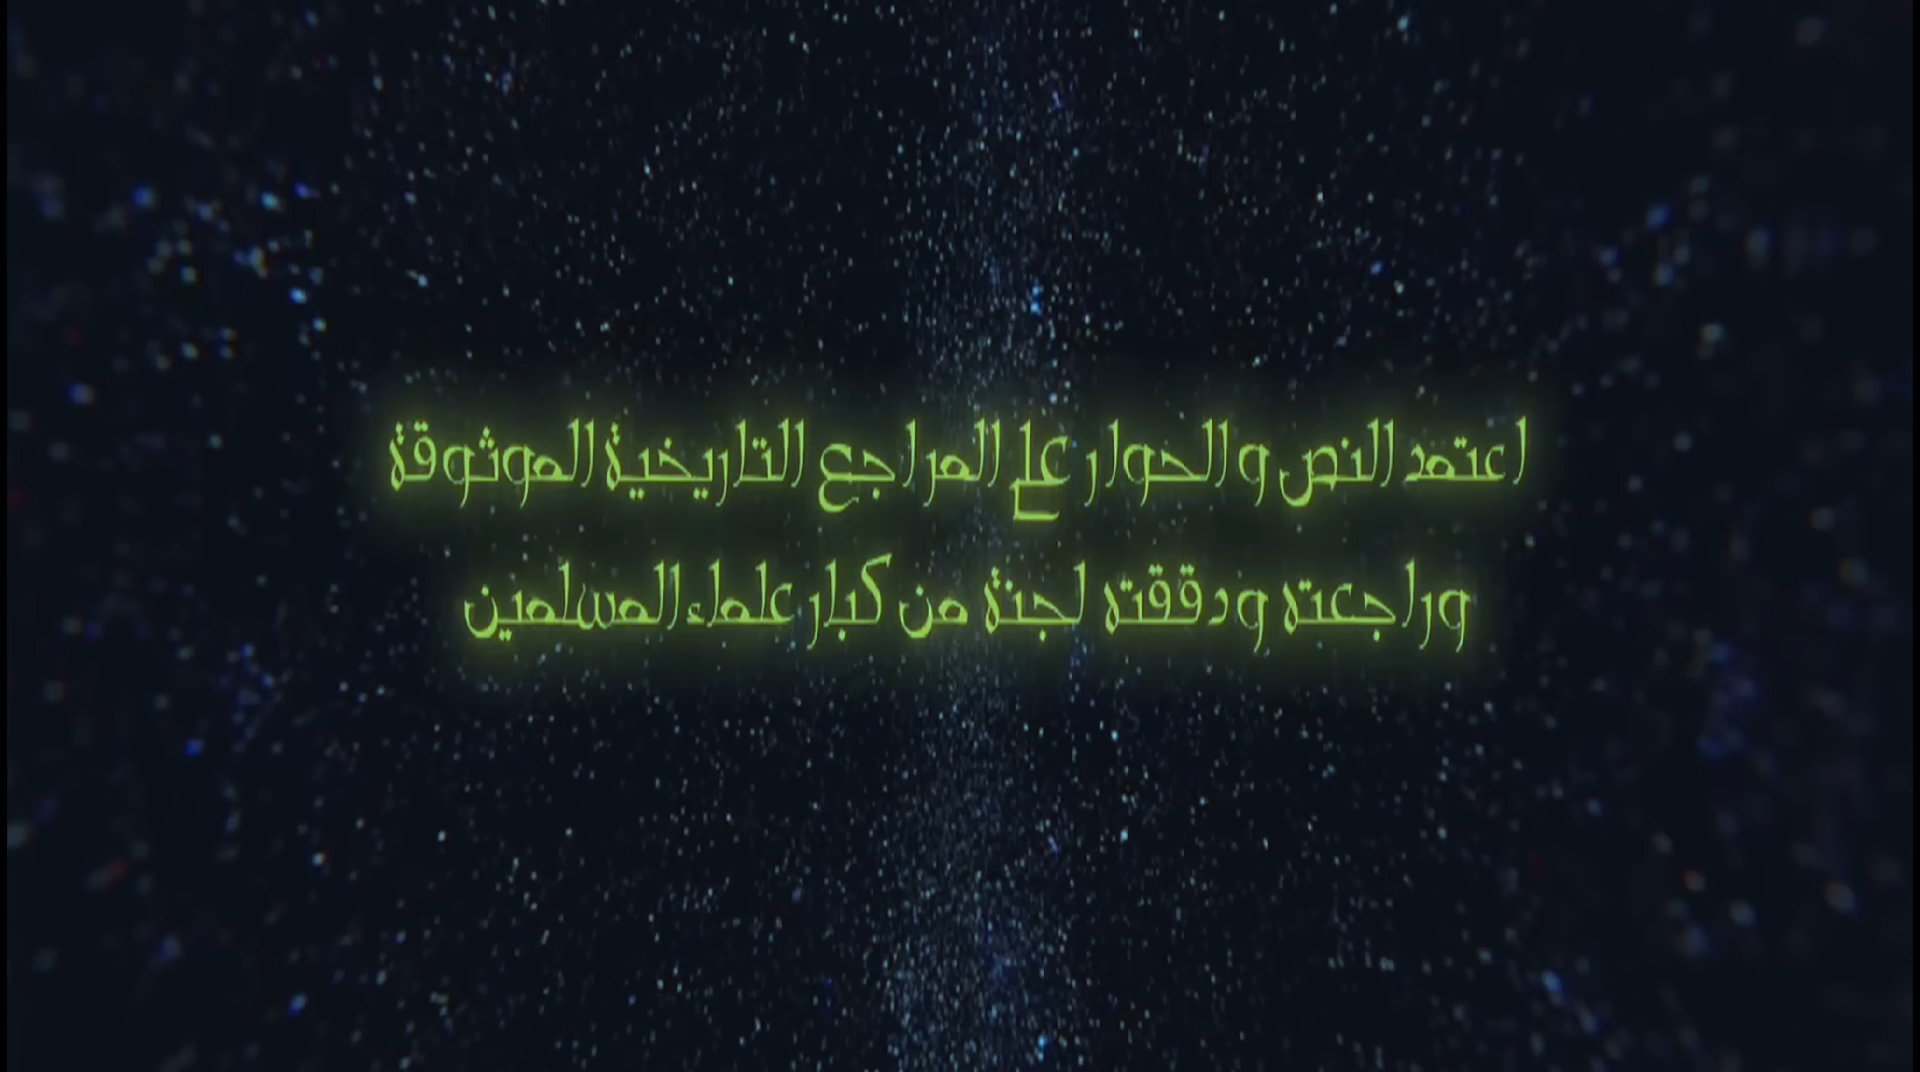 اعتمد النص والحوار على المراجع التاريخية الموثوقة
وراجعته ودققته لجنة من كبار علماء المسلمين